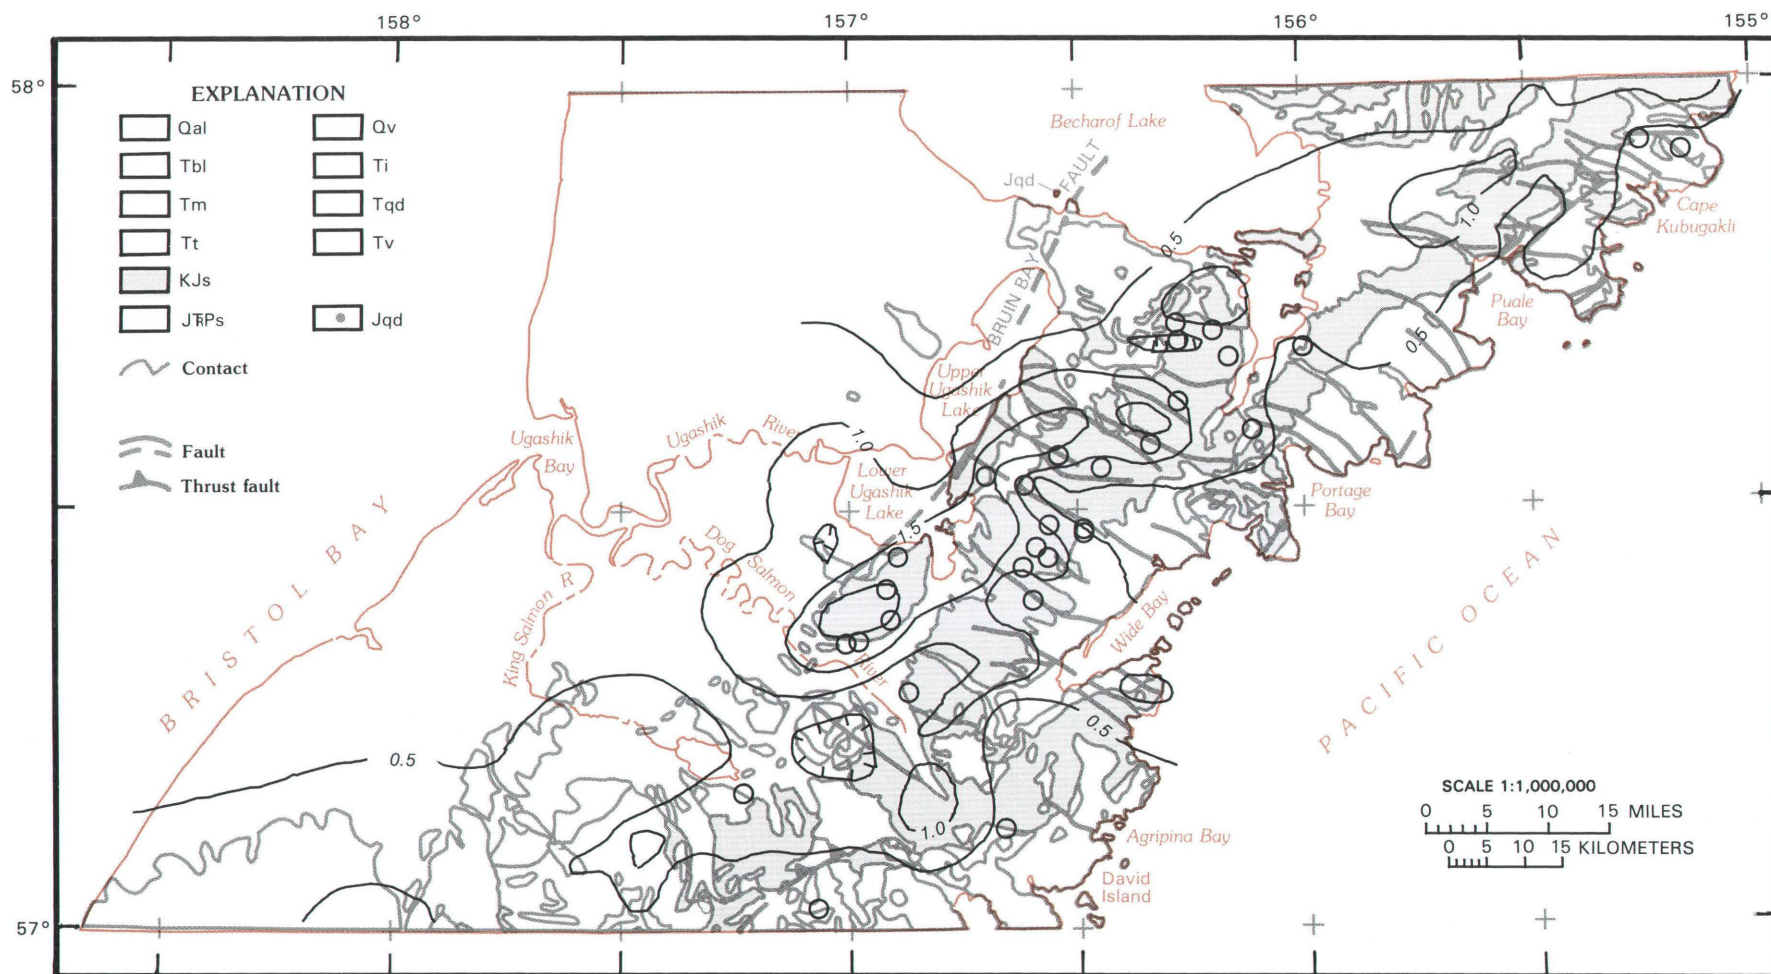 158°
157°
156°
155°
58°
EXPLANATION
Qal
Qv
Tbl
Ti
Tm
Tqd
Tt
Tv
KJs
JTRPs
Jqd
Contact
Fault
Thrust fault
Becharof Lake
Jqd
BRUIN BAY FAULT
0.5
1.0
Cape
Kubugakli
Puale
Bay
0.5
Upper
Ugashik
Lake
Ugashik
Bay
Ugashik River
1.0
Lower
Ugashik
Lake
1.5
Portage
Bay
Dog Salmon River
King Salmon R
Wide Bay
BRISTOL BAY
PACIFIC OCEAN
0.5
0.5
1.0
Agripina Bay
David
Island
SCALE 1:1,000,000
0 5 10 15 MILES
0 5 10 15 KILOMETERS
57°